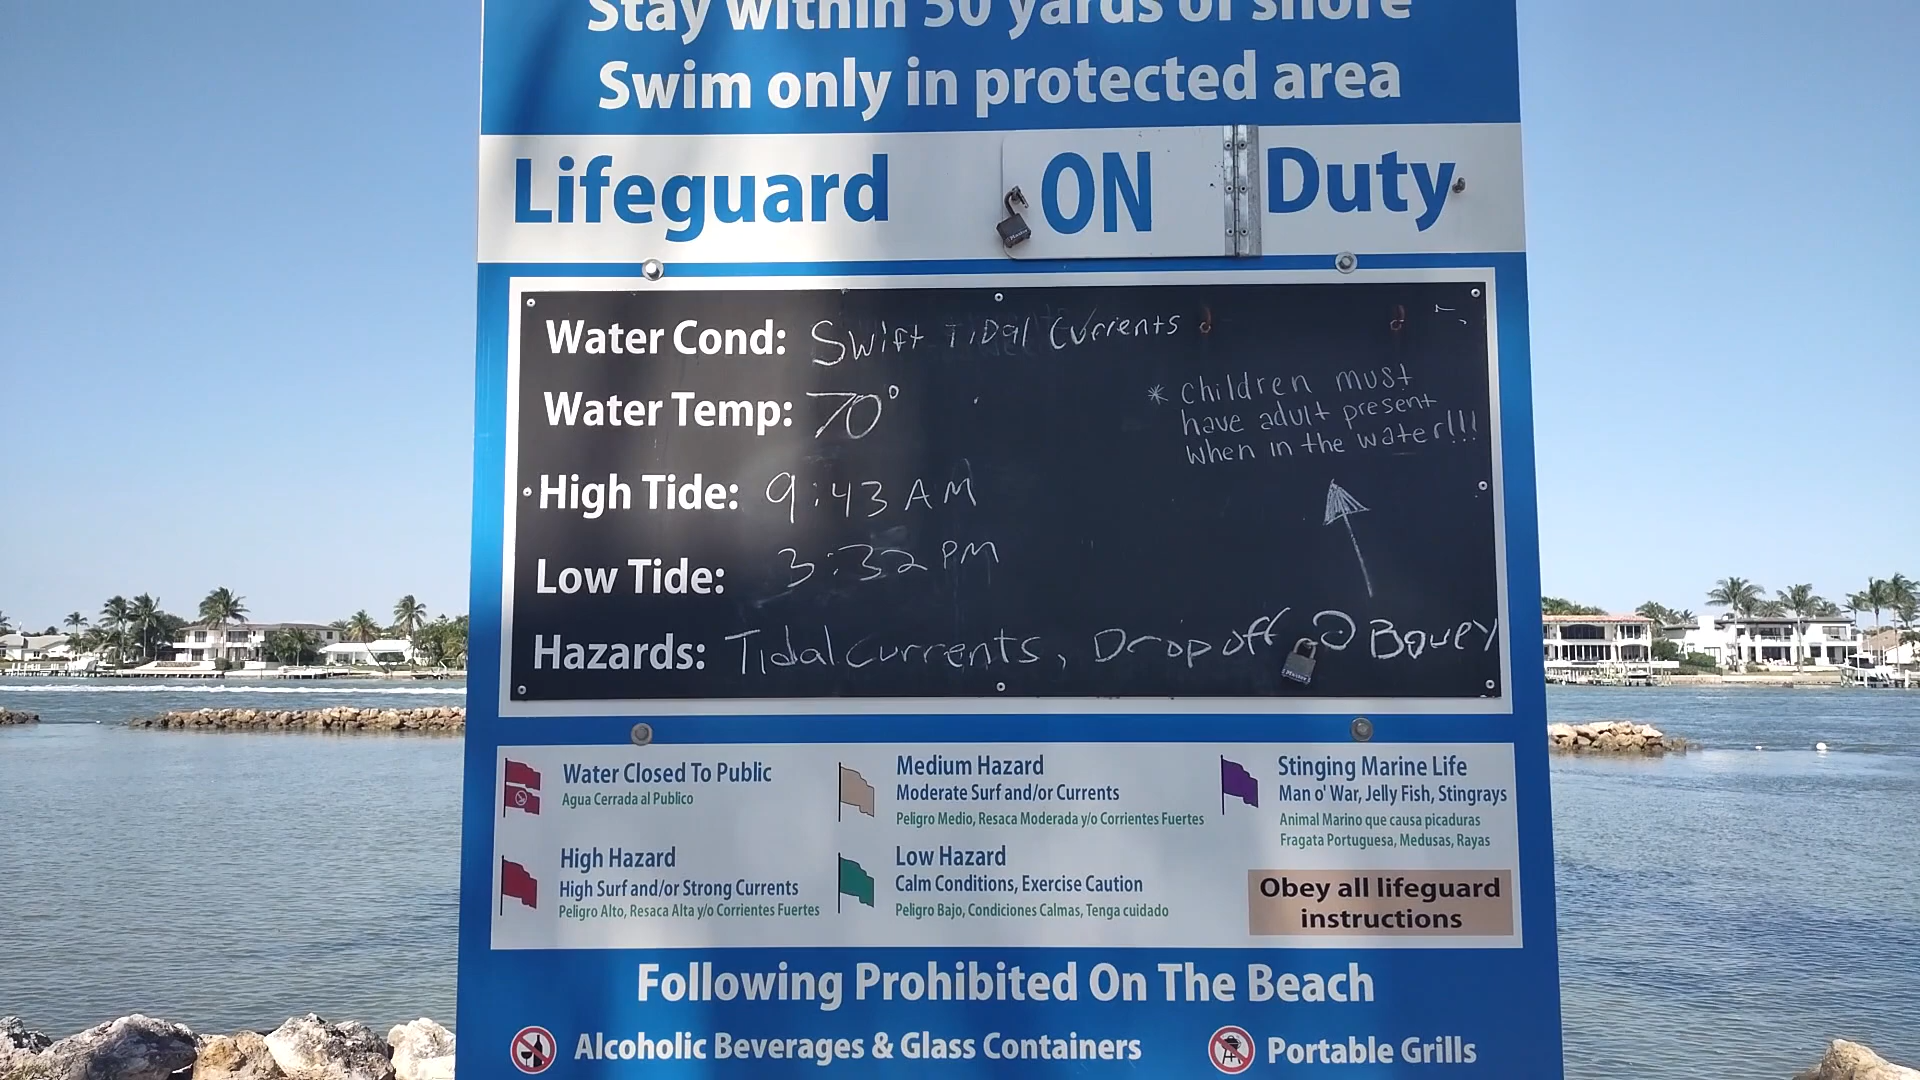 Stay within 50 yards of shore
Swim only in protected area
Lifeguard ON Duty
Water Cond: Swift Tidal Currents
Water Temp: 70°
* Children must
have adult present
when in the water!!!
High Tide: 9:43 AM
Low Tide: 3:32 PM
Hazards: Tidal Currents, Drop off @ Bouey
Water Closed To Public
Agua Cerrada al Publico
High Hazard
High Surf and/or Strong Currents
Peligro Alto, Resaca Alta y/o Corrientes Fuertes
Medium Hazard
Moderate Surf and/or Currents
Peligro Medio, Resaca Moderada y/o Corrientes Fuertes
Low Hazard
Calm Conditions, Exercise Caution
Peligro Bajo, Condiciones Calmas, Tenga cuidado
Stinging Marine Life
Man o' War, Jelly Fish, Stingrays
Animal Marino que causa picaduras
Fragata Portuguesa, Medusas, Rayas
Obey all lifeguard
instructions
Following Prohibited On The Beach
Alcoholic Beverages & Glass Containers
Portable Grills